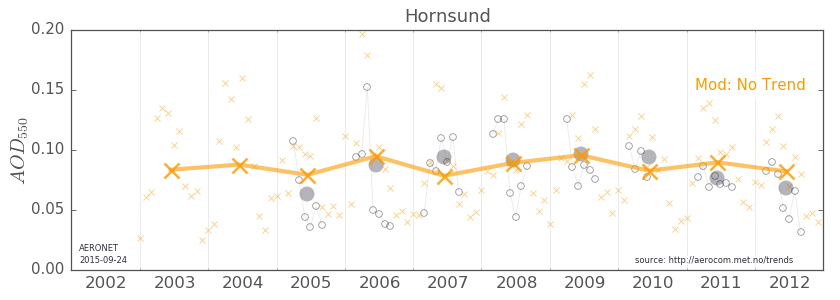 Hornsund
0.20
0.15
0.10
0.05
0.00
AOD550
Mod: No Trend
AERONET
2015-09-24
source: http://aerocom.met.no/trends
2002 2003 2004 2005 2006 2007 2008 2009 2010 2011 2012